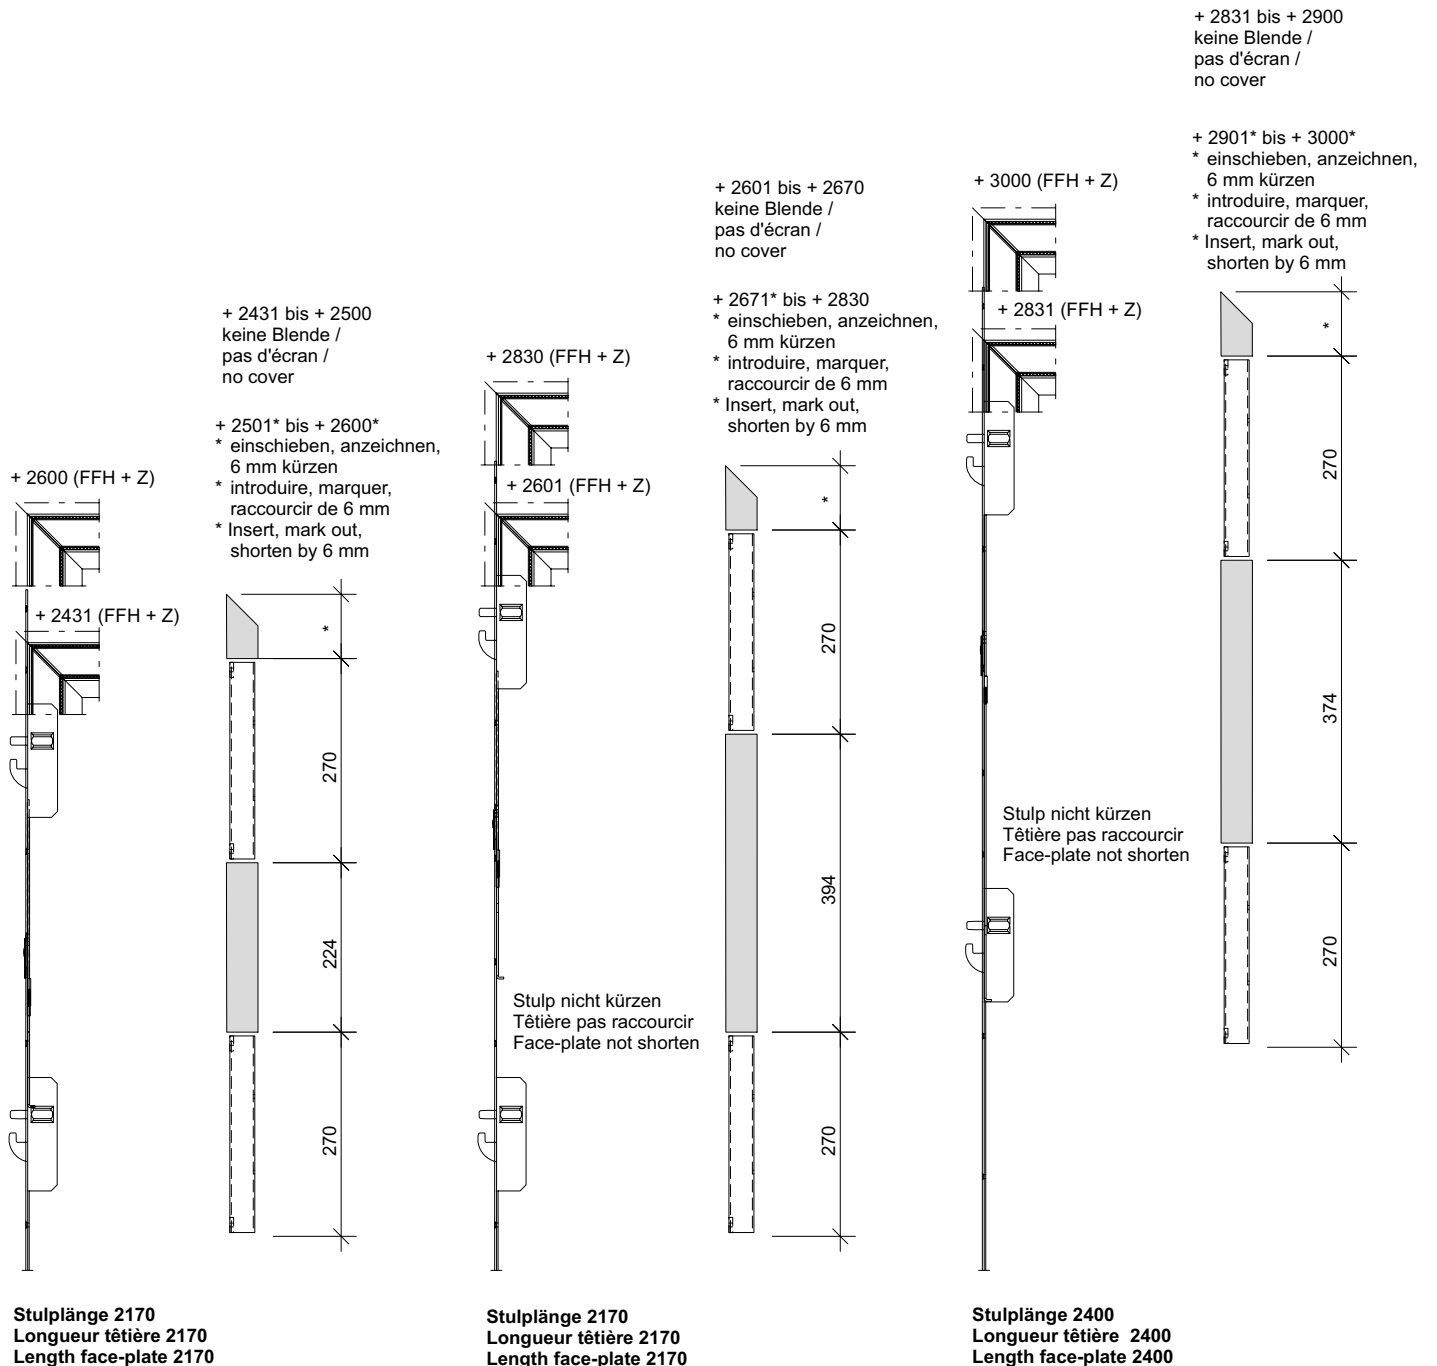 + 2600 (FFH + Z)
+ 2431 (FFH + Z)
+ 2431 bis + 2500
keine Blende /
pas d'écran /
no cover
+ 2501* bis + 2600*
* einschieben, anzeichnen,
6 mm kürzen
* introduire, marquer,
raccourcir de 6 mm
* Insert, mark out,
shorten by 6 mm
*
270
224
270
Stulplänge 2170
Longueur têtière 2170
Length face-plate 2170
+ 2830 (FFH + Z)
+ 2601 (FFH + Z)
Stulp nicht kürzen
Têtière pas raccourcir
Face-plate not shorten
+ 2601 bis + 2670
keine Blende /
pas d'écran /
no cover
+ 2671* bis + 2830
* einschieben, anzeichnen,
6 mm kürzen
* introduire, marquer,
raccourcir de 6 mm
* Insert, mark out,
shorten by 6 mm
*
270
394
270
Stulplänge 2170
Longueur têtière 2170
Length face-plate 2170
+ 3000 (FFH + Z)
+ 2831 (FFH + Z)
Stulp nicht kürzen
Têtière pas raccourcir
Face-plate not shorten
+ 2831 bis + 2900
keine Blende /
pas d'écran /
no cover
+ 2901* bis + 3000*
* einschieben, anzeichnen,
6 mm kürzen
* introduire, marquer,
raccourcir de 6 mm
* Insert, mark out,
shorten by 6 mm
*
270
374
270
Stulplänge 2400
Longueur têtière 2400
Length face-plate 2400